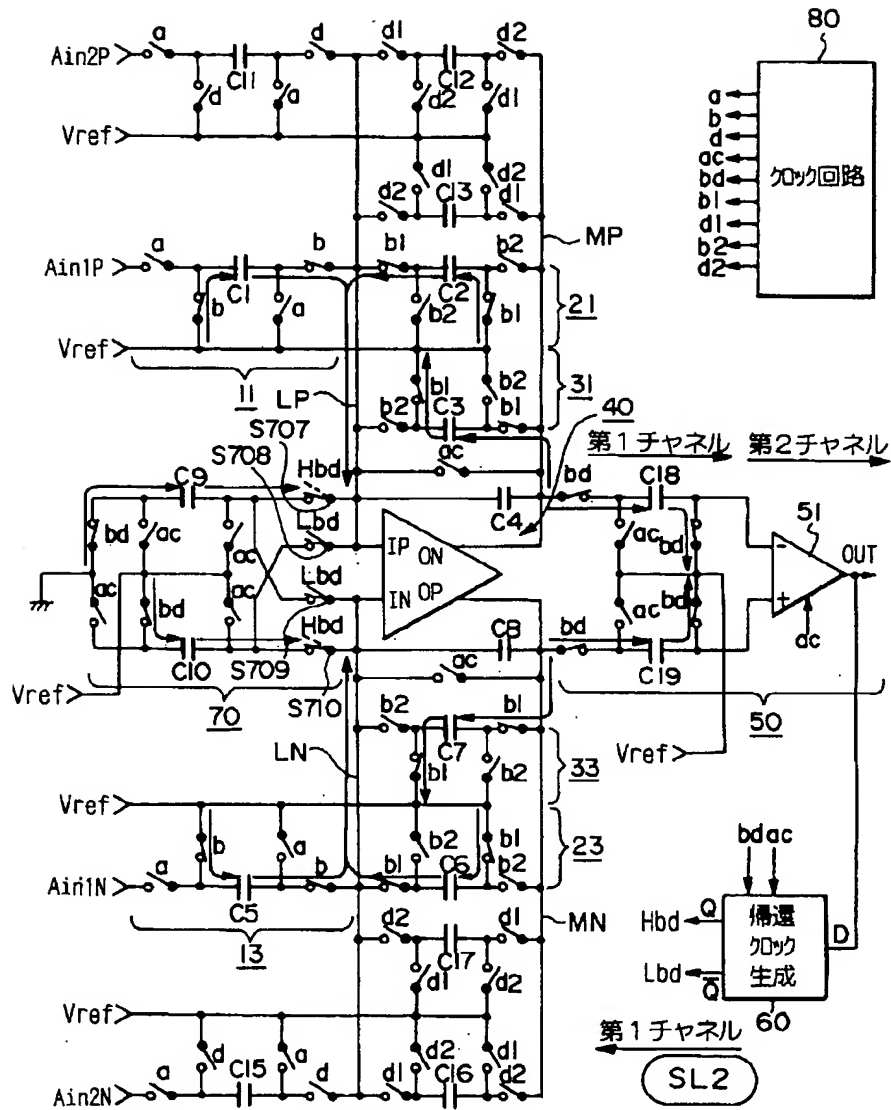 80
Ain2P
a
C11
d
d1
C12
d2
d
a
d2
d1
Vref
d1
d2
d2
C13
d1
MP
a
b
d
ac
bd
b1
d1
b2
d2
クロック回路
Ain1P
a
C1
b
b1
C2
b2
b
a
b2
b1
21
Vref
11
LP
b1
b2
31
b2
C3
b1
40
S707
S708
ac
第1チャネル
第2チャネル
C9
Hbd
C4
bd
C18
51
bd
ac
ac
Lbd
IP
ON
ac
bd
OUT
ac
bd
ac
Lbd
IN
OP
ac
bd
ac
Hbd
C8
bd
C10
S709
C19
Vref
70
S710
ac
50
b2
C7
b1
LN
b1
b2
33
Vref
Vref
b
a
b2
b1
23
bd
ac
Ain1N
a
C5
b
b1
C6
b2
13
d2
C17
d1
MN
Hbd
Q
帰還
クロック
生成
D
Lbd
Q̅
60
d1
d2
Vref
d
a
d2
d1
第1チャネル
Ain2N
a
C15
d
d1
C16
d2
SL2